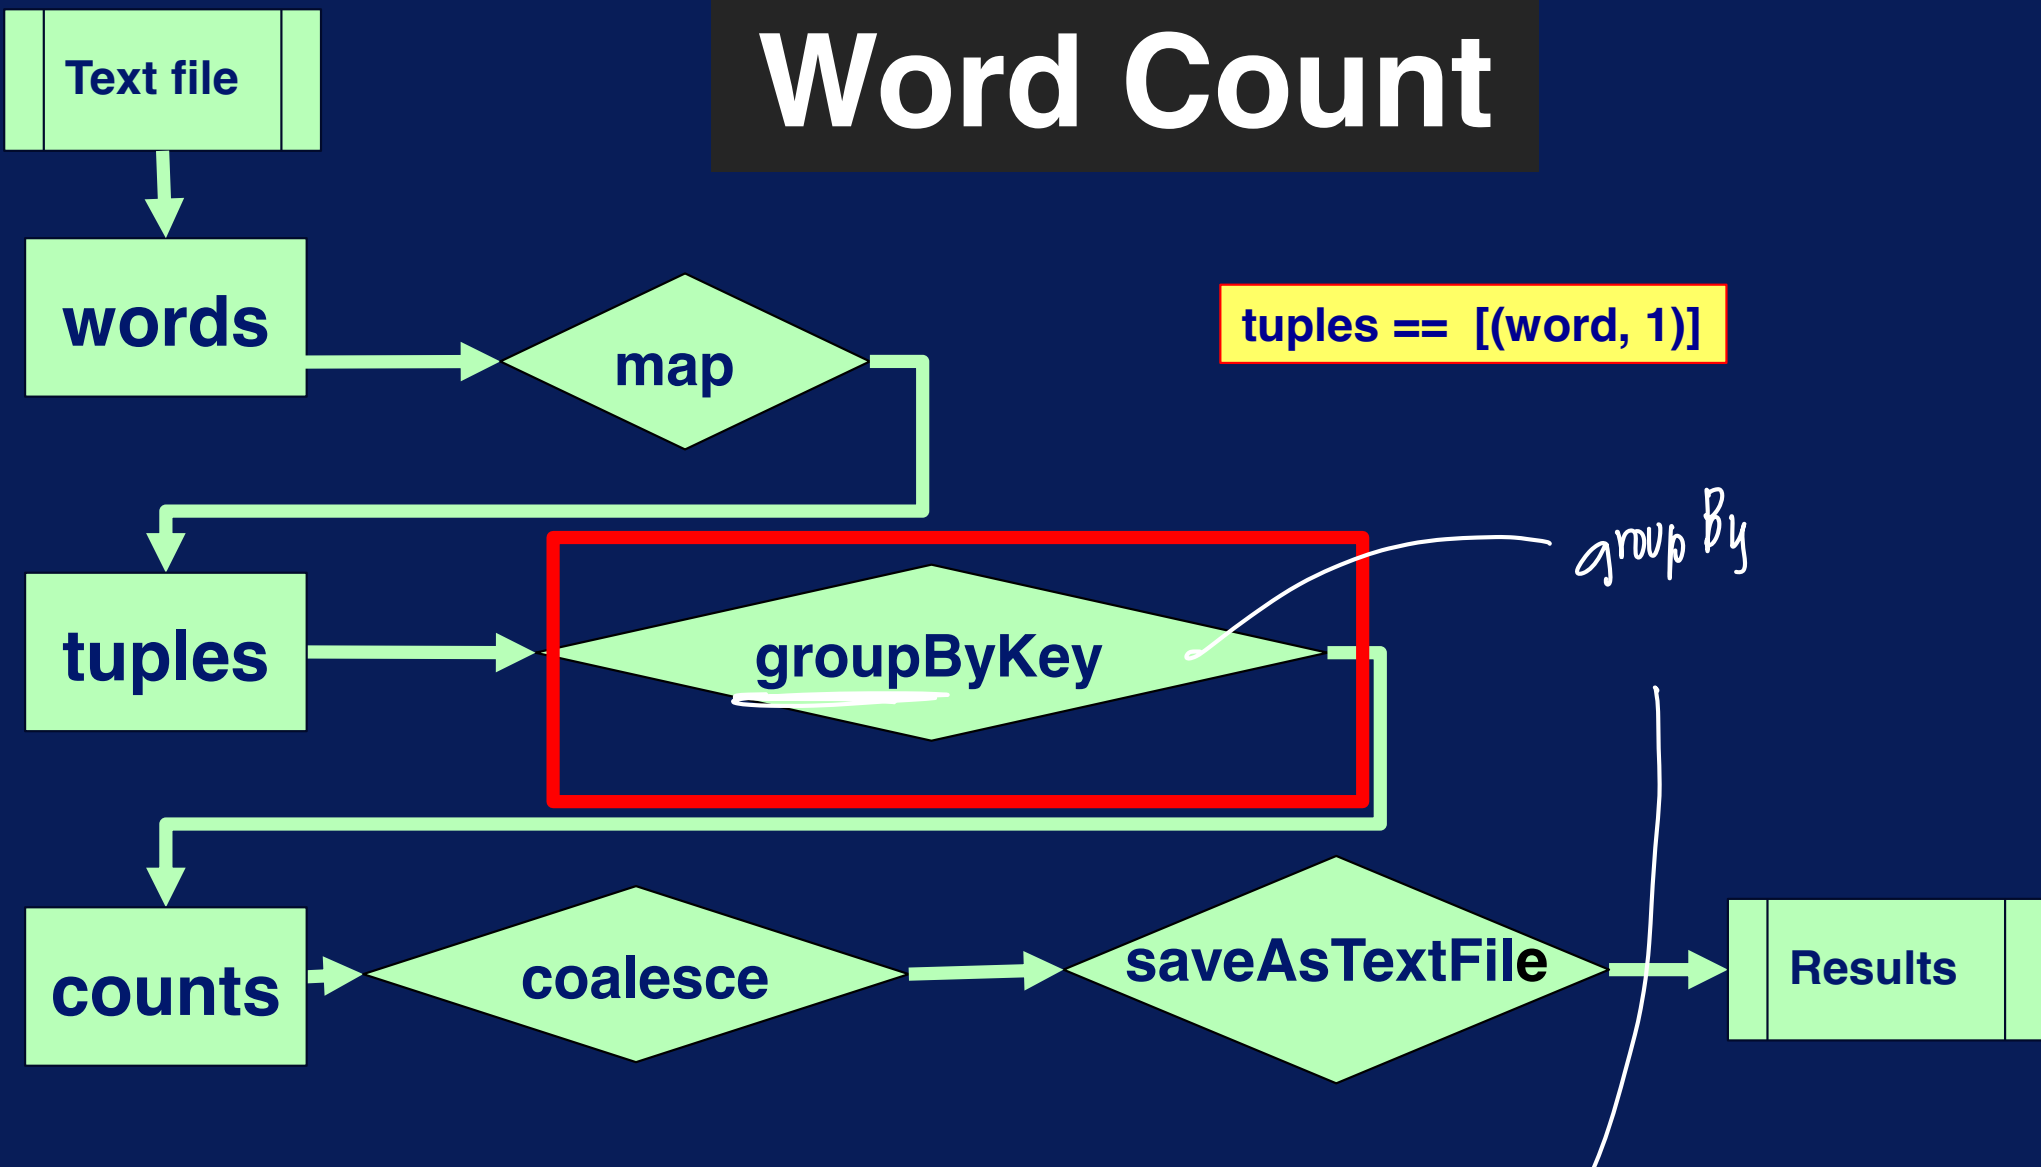 Word Count
Text file
words
map
tuples == [(word, 1)]
group By
tuples
groupByKey
counts
coalesce
saveAsTextFile
Results